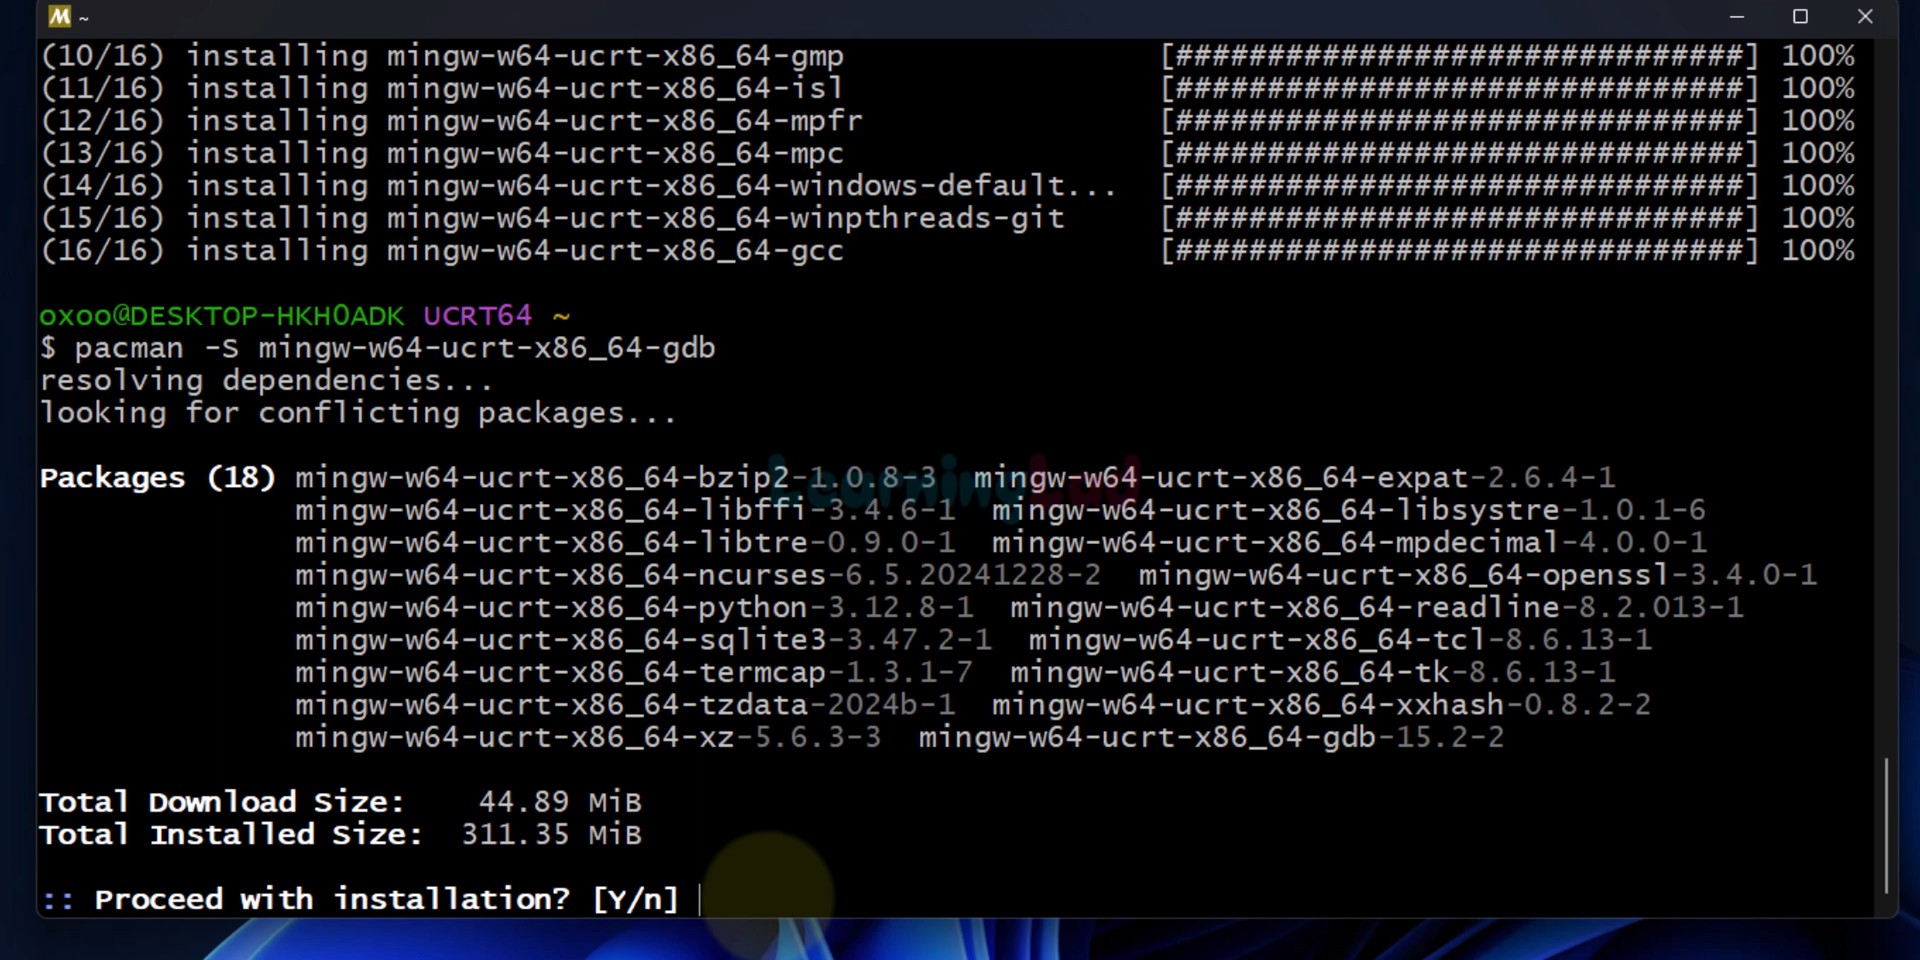 M ~
(10/16) installing mingw-w64-ucrt-x86_64-gmp [###############################] 100%
(11/16) installing mingw-w64-ucrt-x86_64-isl [###############################] 100%
(12/16) installing mingw-w64-ucrt-x86_64-mpfr [###############################] 100%
(13/16) installing mingw-w64-ucrt-x86_64-mpc [###############################] 100%
(14/16) installing mingw-w64-ucrt-x86_64-windows-default... [###############################] 100%
(15/16) installing mingw-w64-ucrt-x86_64-winpthreads-git [###############################] 100%
(16/16) installing mingw-w64-ucrt-x86_64-gcc [###############################] 100%
oxoo@DESKTOP-HKH0ADK UCRT64 ~
$ pacman -S mingw-w64-ucrt-x86_64-gdb
resolving dependencies...
looking for conflicting packages...
Packages (18) mingw-w64-ucrt-x86_64-bzip2-1.0.8-3 mingw-w64-ucrt-x86_64-expat-2.6.4-1
LearningLad
mingw-w64-ucrt-x86_64-libffi-3.4.6-1 mingw-w64-ucrt-x86_64-libsystre-1.0.1-6
mingw-w64-ucrt-x86_64-libtre-0.9.0-1 mingw-w64-ucrt-x86_64-mpdecimal-4.0.0-1
mingw-w64-ucrt-x86_64-ncurses-6.5.20241228-2 mingw-w64-ucrt-x86_64-openssl-3.4.0-1
mingw-w64-ucrt-x86_64-python-3.12.8-1 mingw-w64-ucrt-x86_64-readline-8.2.013-1
mingw-w64-ucrt-x86_64-sqlite3-3.47.2-1 mingw-w64-ucrt-x86_64-tcl-8.6.13-1
mingw-w64-ucrt-x86_64-termcap-1.3.1-7 mingw-w64-ucrt-x86_64-tk-8.6.13-1
mingw-w64-ucrt-x86_64-tzdata-2024b-1 mingw-w64-ucrt-x86_64-xxhash-0.8.2-2
mingw-w64-ucrt-x86_64-xz-5.6.3-3 mingw-w64-ucrt-x86_64-gdb-15.2-2
Total Download Size: 44.89 MiB
Total Installed Size: 311.35 MiB
:: Proceed with installation? [Y/n]